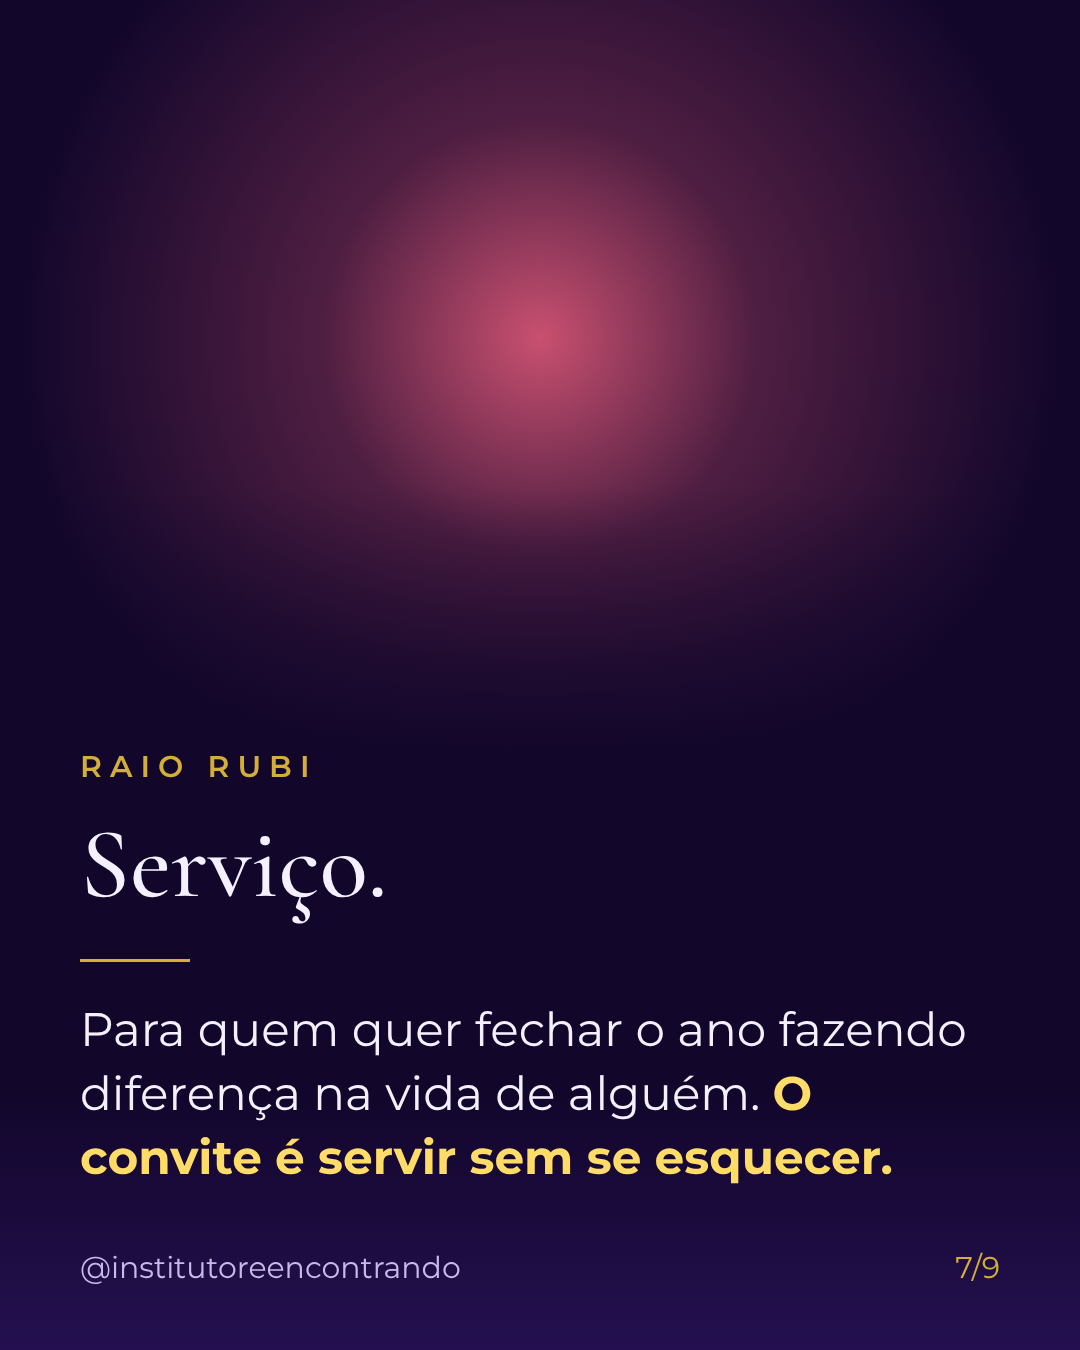 RAIO RUBI
Serviço.
Para quem quer fechar o ano fazendo
diferença na vida de alguém. O
convite é servir sem se esquecer.
@institutoreencontrando
7/9